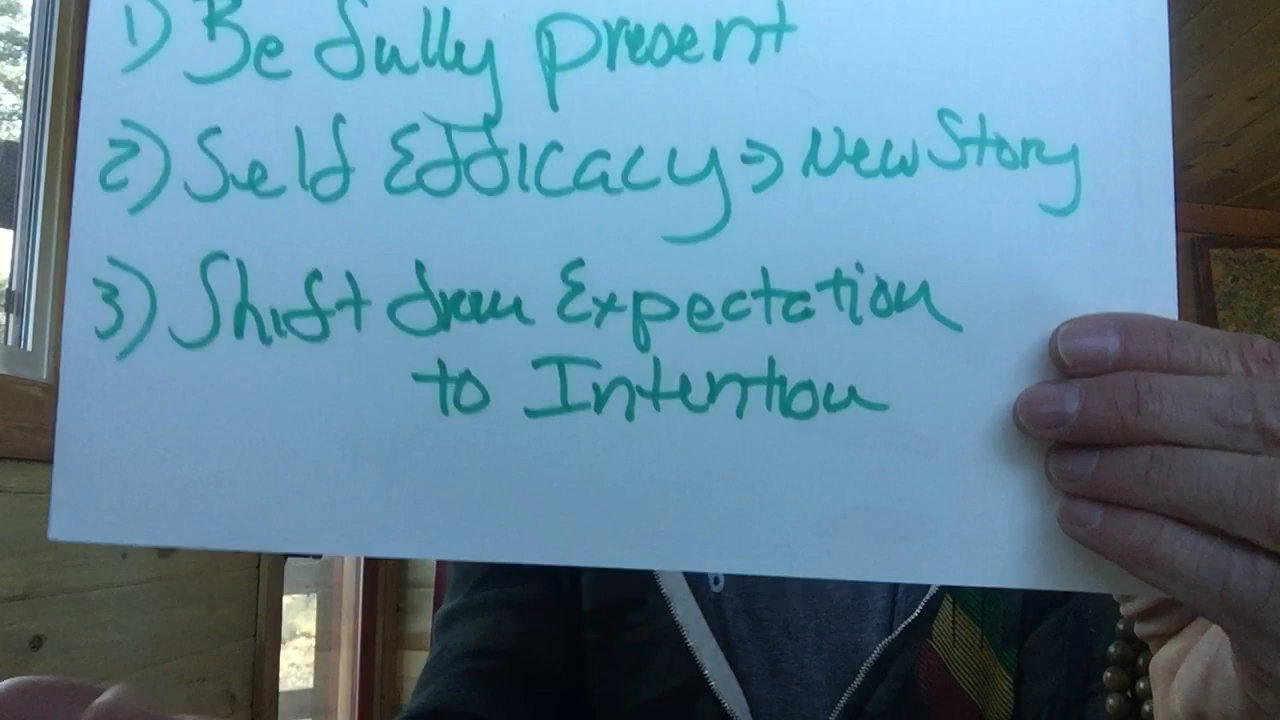 1) Be fully present
2) Self Efficacy → New Story
3) Shift from Expectation
to Intention